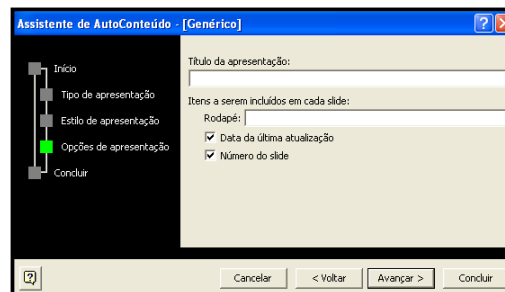 Assistente de AutoConteúdo - [Genérico]
Início
Tipo de apresentação
Estilo de apresentação
Opções de apresentação
Concluir
Título da apresentação:
Itens a serem incluídos em cada slide:
Rodapé:
Data da última atualização
Número do slide
Cancelar
< Voltar
Avançar >
Concluir